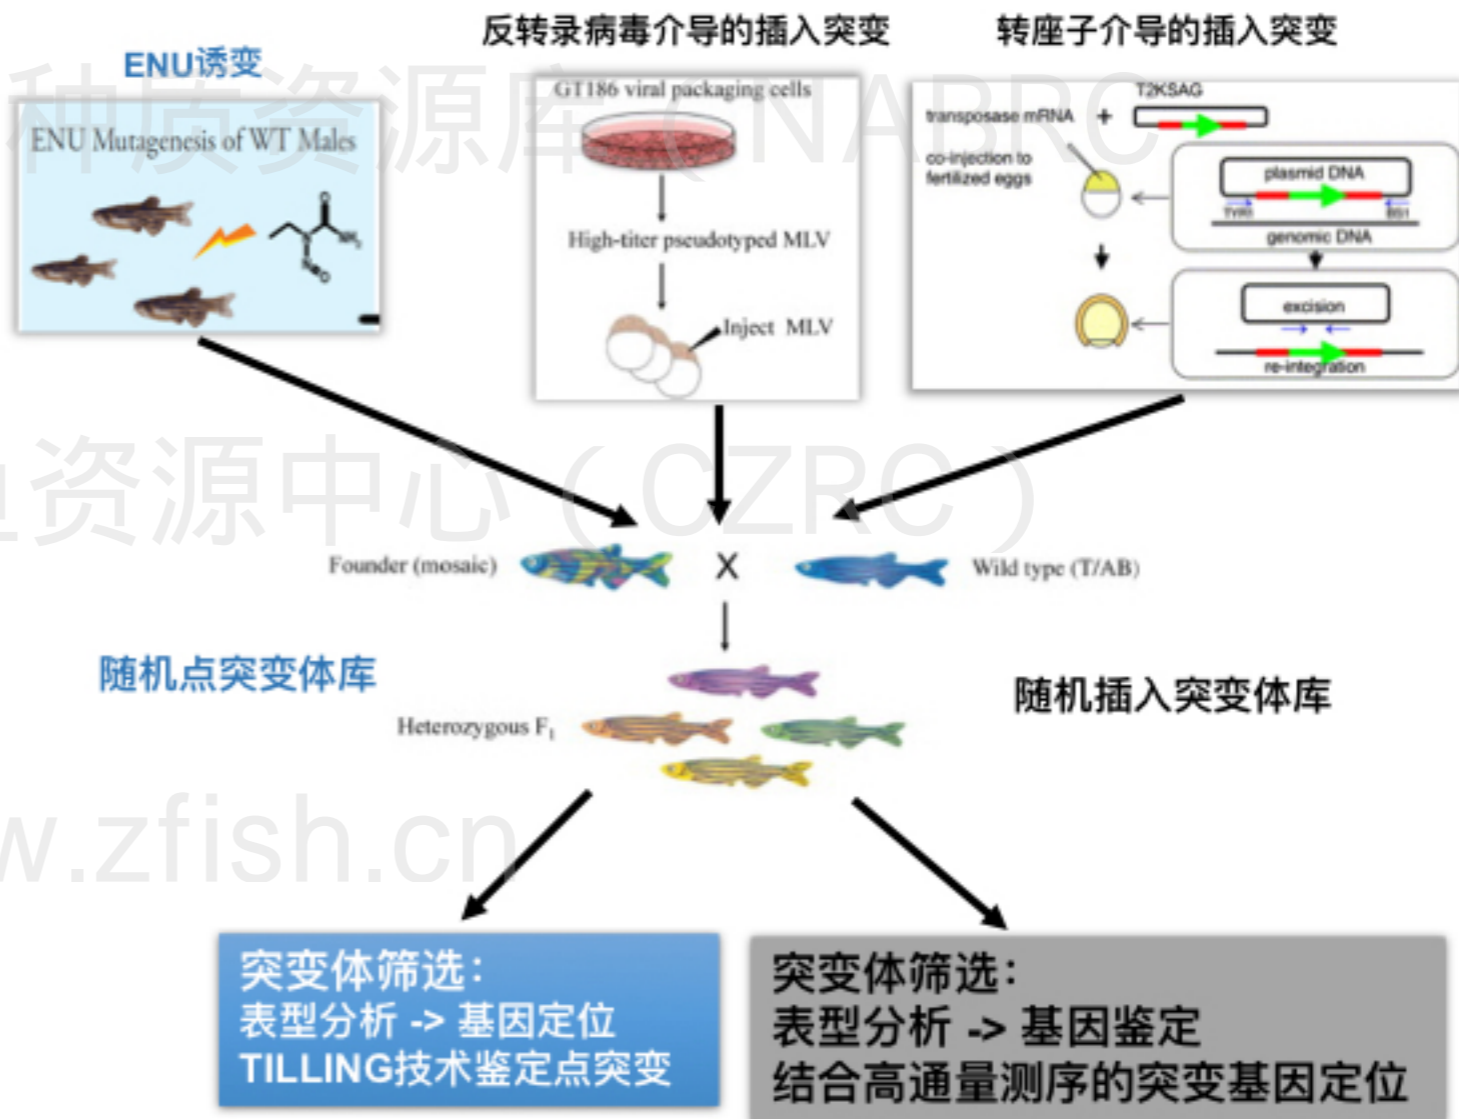 反转录病毒介导的插入突变
转座子介导的插入突变
ENU诱变
种质资源库（NABRC
ENU Mutagenesis of WT Males
O
N
NH2
N
O
GT186 viral packaging cells
High-titer pseudotyped MLV
Inject MLV
T2KSAG
transposase mRNA +
co-injection to
fertilized eggs
plasmid DNA
TYR1
BS1
genomic DNA
excision
re-integration
资源中心（CZRC）
Founder (mosaic)
X
Wild type (T/AB)
随机点突变体库
随机插入突变体库
Heterozygous F1
w.zfish.cn
突变体筛选：
表型分析 -> 基因定位
TILLING技术鉴定点突变
突变体筛选：
表型分析 -> 基因鉴定
结合高通量测序的突变基因定位